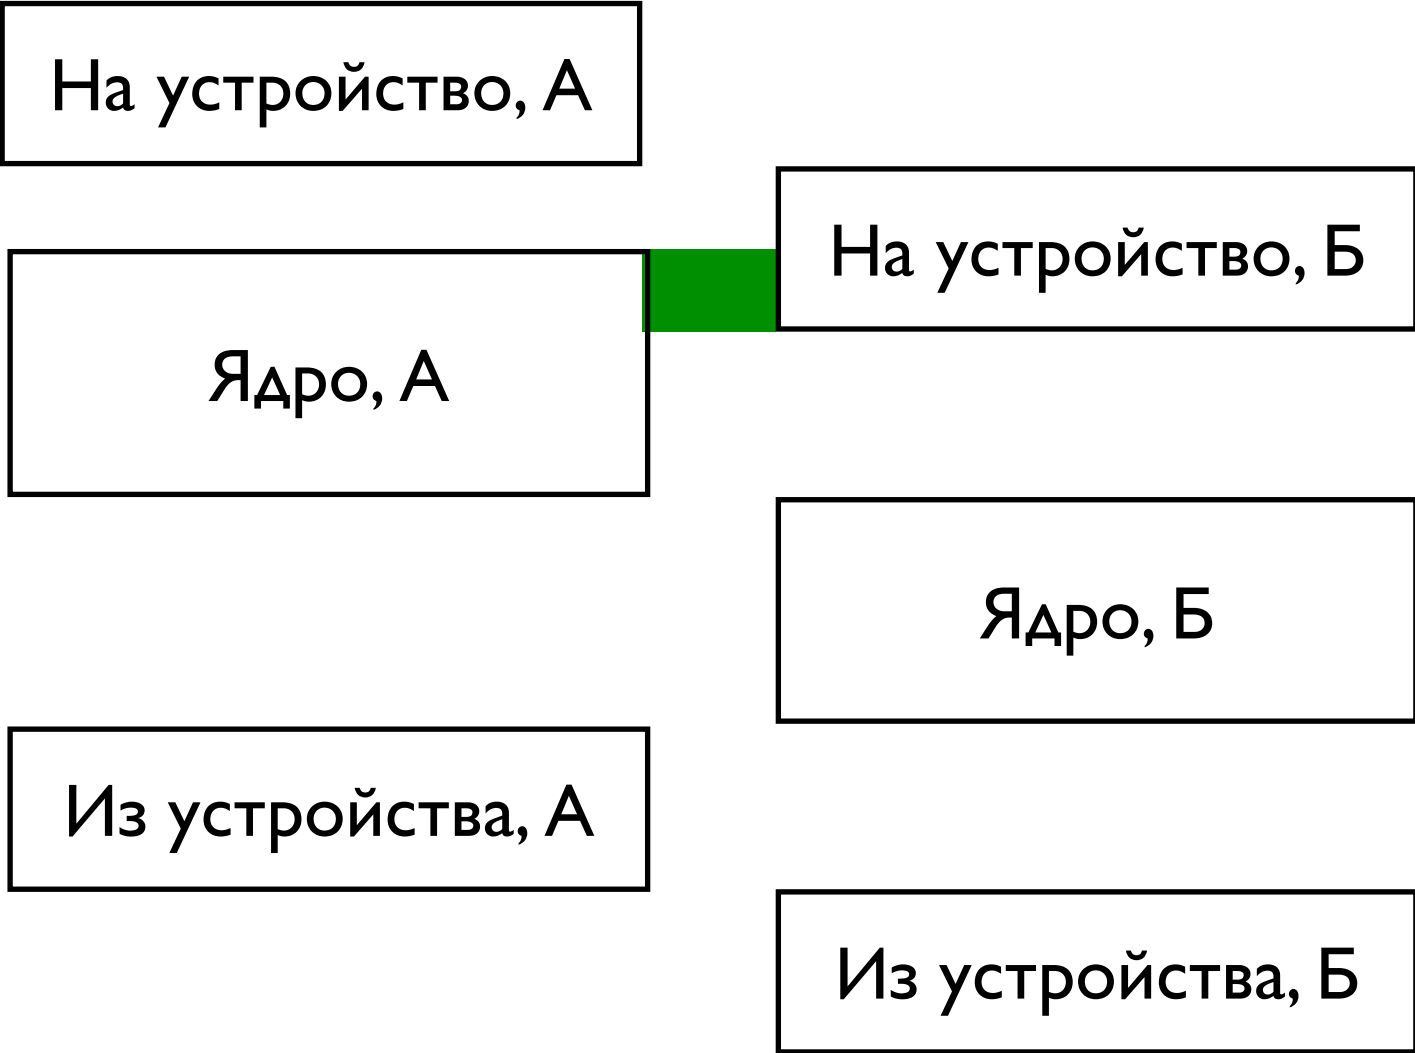 На устройство, А
На устройство, Б
Ядро, А
Ядро, Б
Из устройства, А
Из устройства, Б